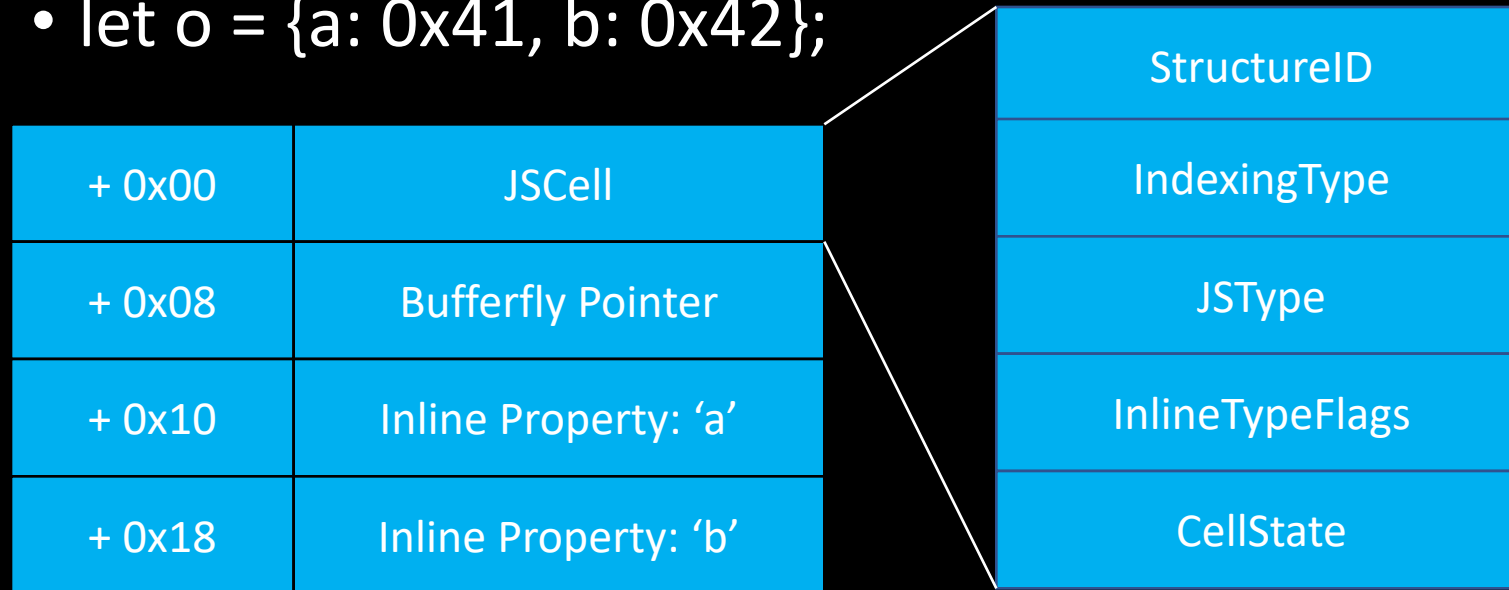 • let o = {a: 0x41, b: 0x42};
+ 0x00 JSCell
+ 0x08 Bufferfly Pointer
+ 0x10 Inline Property: ‘a’
+ 0x18 Inline Property: ‘b’
StructureID
IndexingType
JSType
InlineTypeFlags
CellState